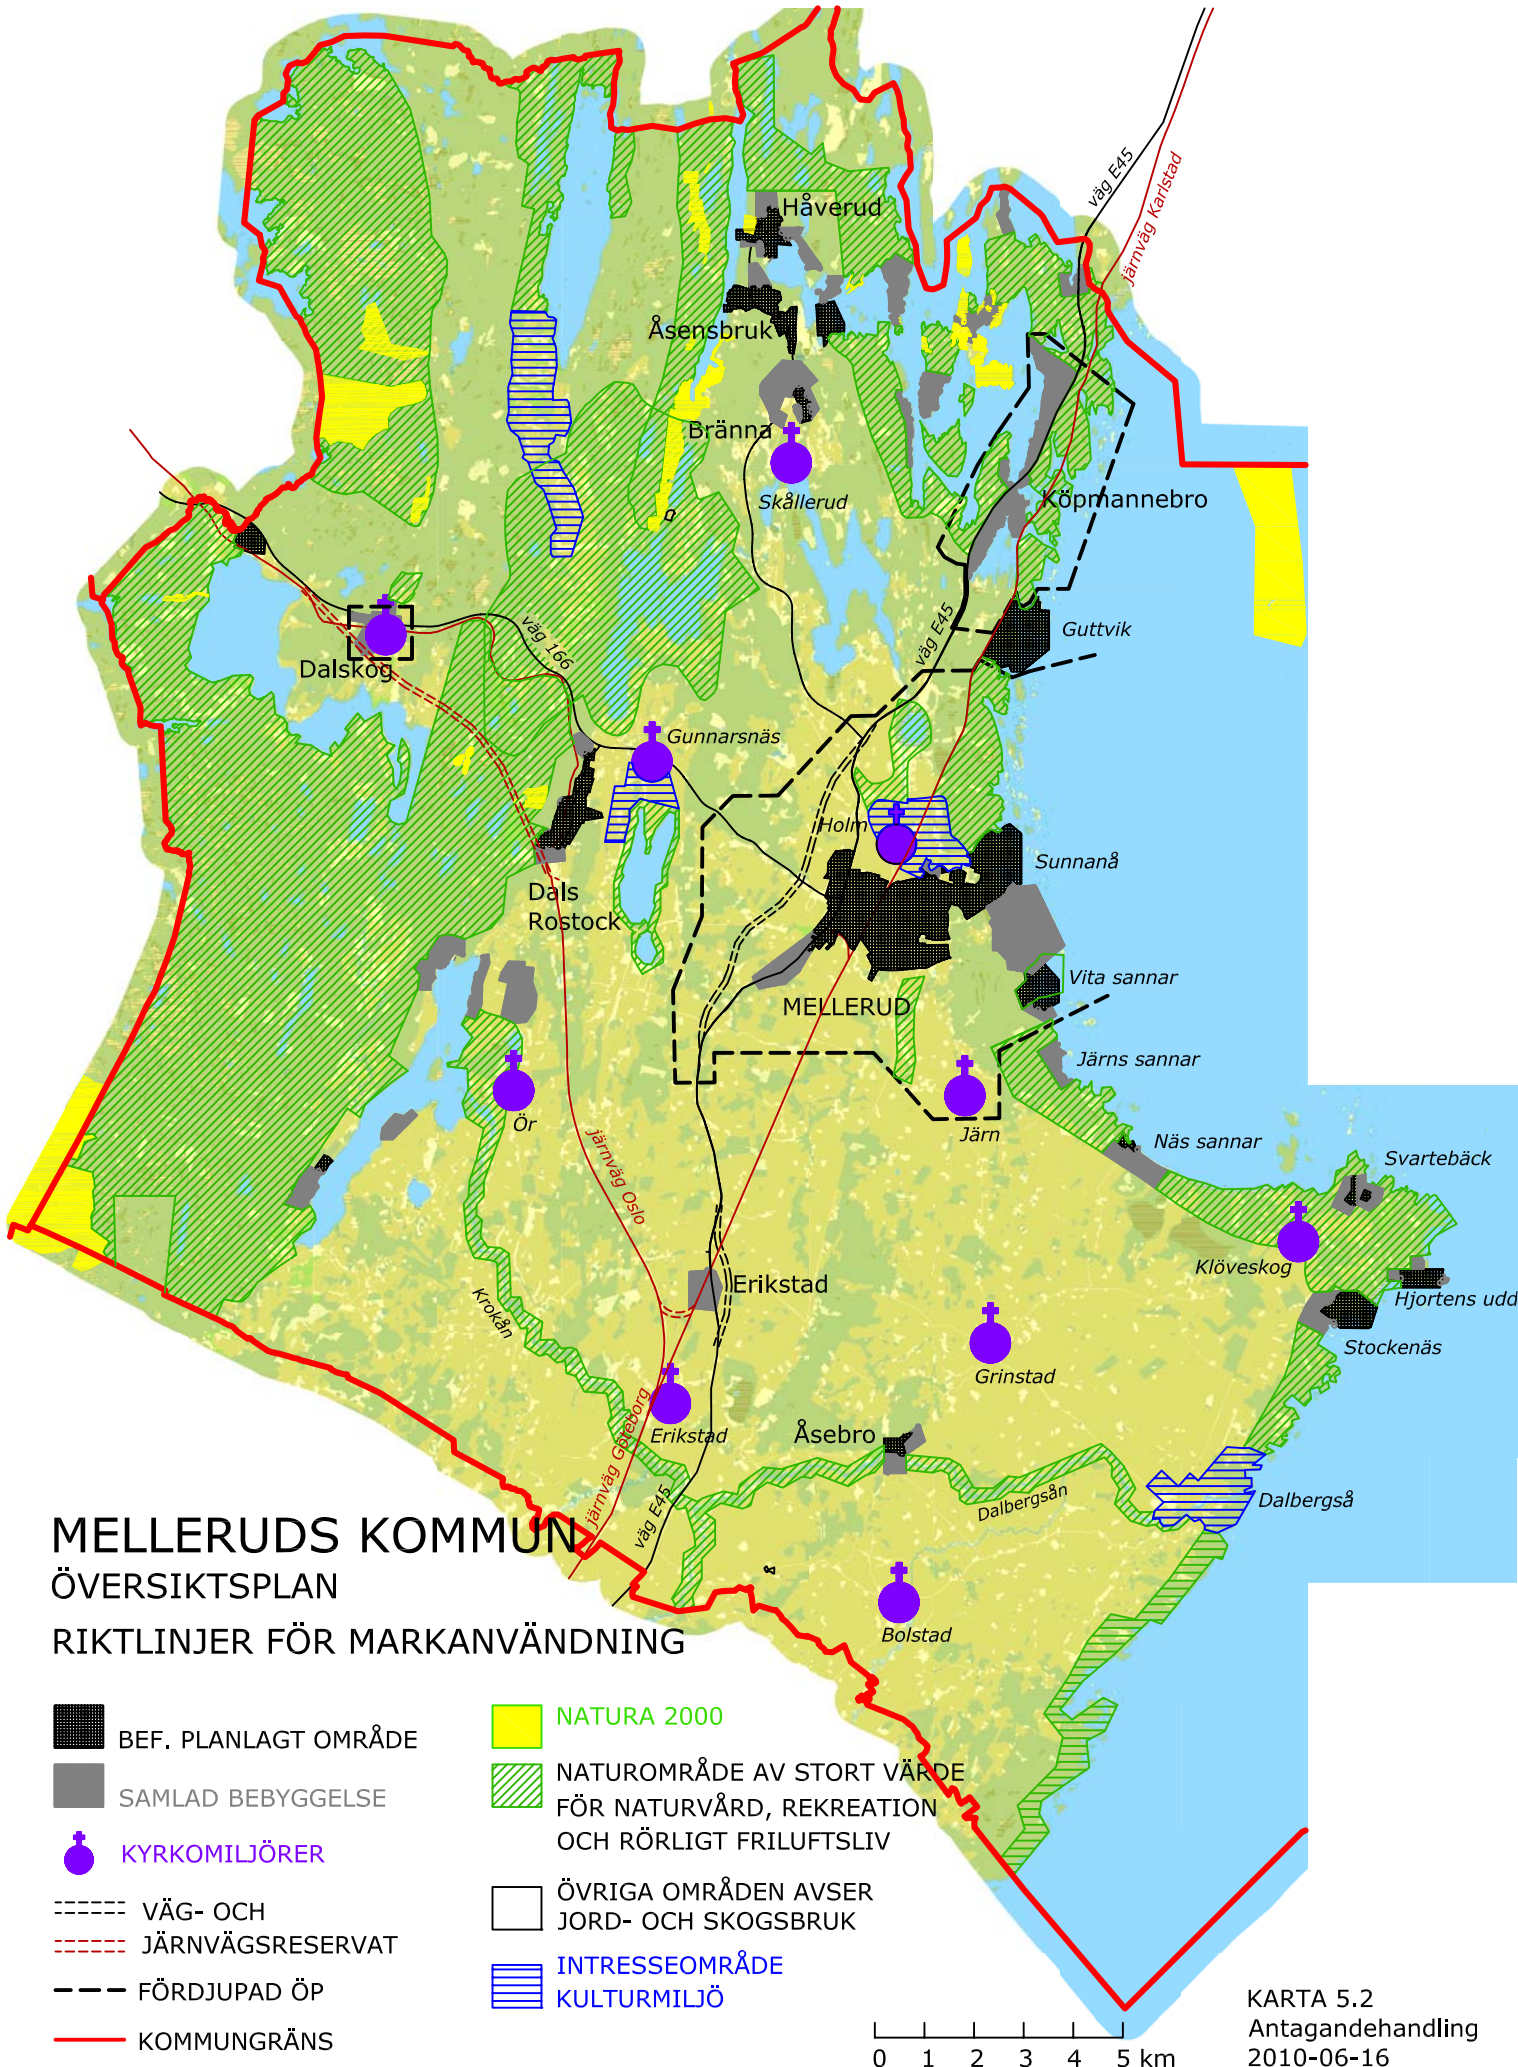 väg E45
järnväg Karlstad
Håverud
Åsensbruk
Bränna
Skållerud
Köpmannebro
Guttvik
väg E45
väg 166
Dalskog
Gunnarsnäs
Holm
Sunnanå
Dals
Rostock
Vita sannar
MELLERUD
Järns sannar
Ör
Järn
Näs sannar
järnväg Oslo
Svartebäck
Klöveskog
Erikstad
Hjortens udd
Krokån
Stockenäs
Grinstad
järnväg Göteborg
Erikstad
Åsebro
Dalbergsån
Dalbergså
väg E45
Bolstad
MELLERUDS KOMMUN
ÖVERSIKTSPLAN
RIKTLINJER FÖR MARKANVÄNDNING
BEF. PLANLAGT OMRÅDE
SAMLAD BEBYGGELSE
KYRKOMILJÖRER
VÄG- OCH
JÄRNVÄGSRESERVAT
FÖRDJUPAD ÖP
KOMMUNGRÄNS
NATURA 2000
NATUROMRÅDE AV STORT VÄRDE
FÖR NATURVÅRD, REKREATION
OCH RÖRLIGT FRILUFTSLIV
ÖVRIGA OMRÅDEN AVSER
JORD- OCH SKOGSBRUK
INTRESSEOMRÅDE
KULTURMILJÖ
0 1 2 3 4 5 km
KARTA 5.2
Antagandehandling
2010-06-16